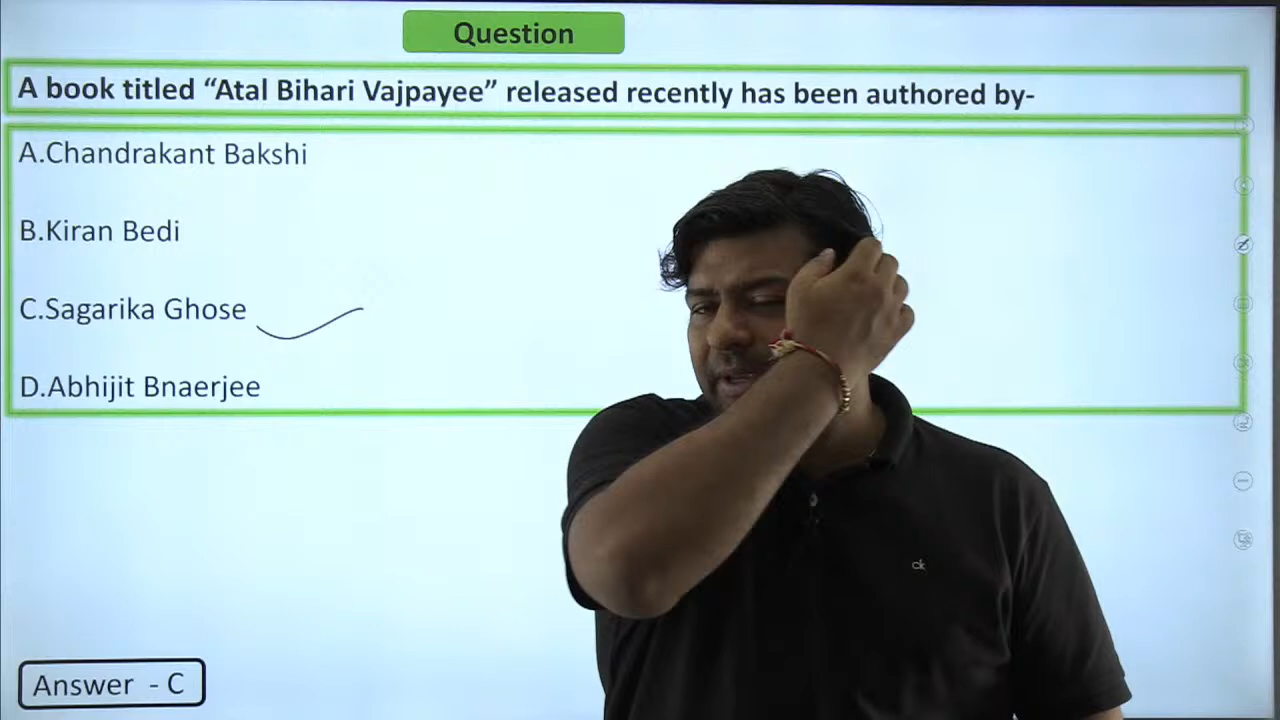 Question
A book titled “Atal Bihari Vajpayee” released recently has been authored by-
A.Chandrakant Bakshi
B.Kiran Bedi
C.Sagarika Ghose
D.Abhijit Bnaerjee
ck
Answer - C